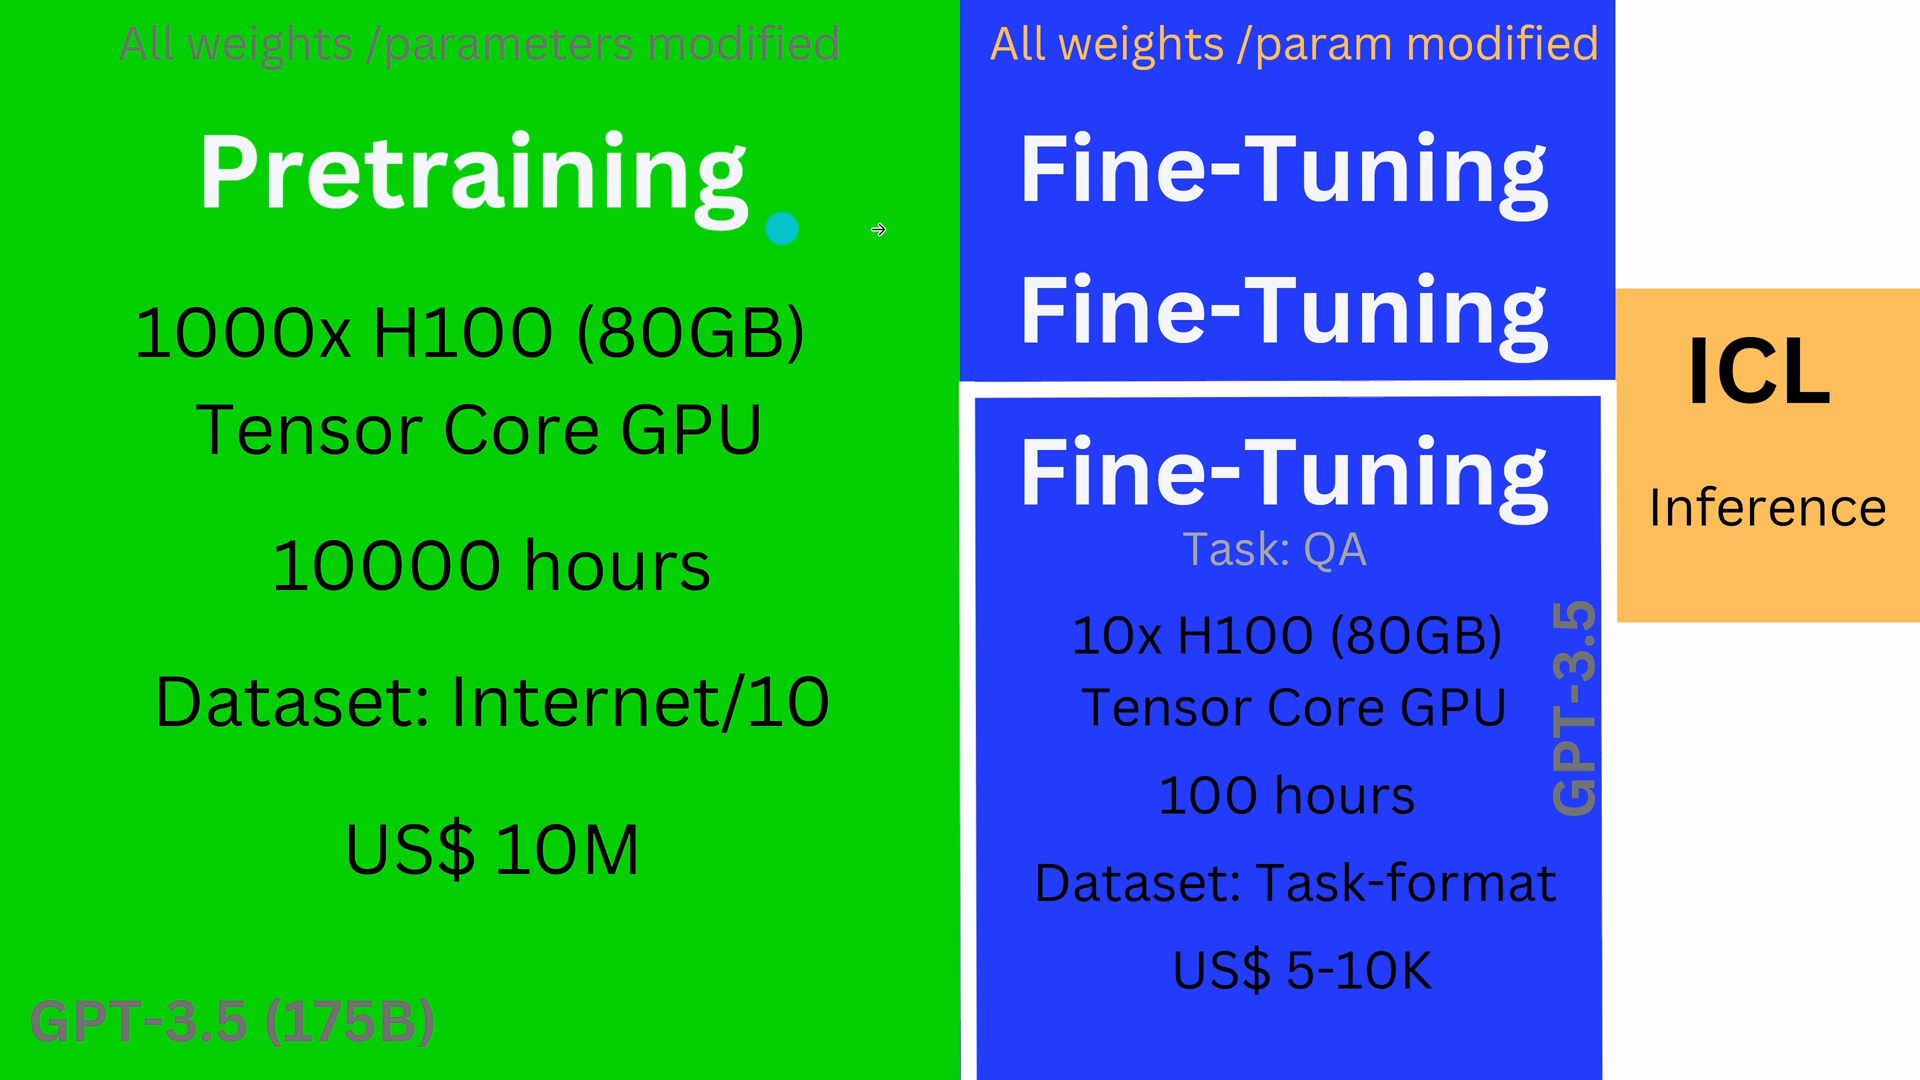 All weights /parameters modified
Pretraining
1000x H100 (80GB)
Tensor Core GPU
10000 hours
Dataset: Internet/10
US$ 10M
GPT-3.5 (175B)
All weights /param modified
Fine-Tuning
Fine-Tuning
Fine-Tuning
Task: QA
10x H100 (80GB)
Tensor Core GPU
100 hours
Dataset: Task-format
US$ 5-10K
GPT-3.5
ICL
Inference